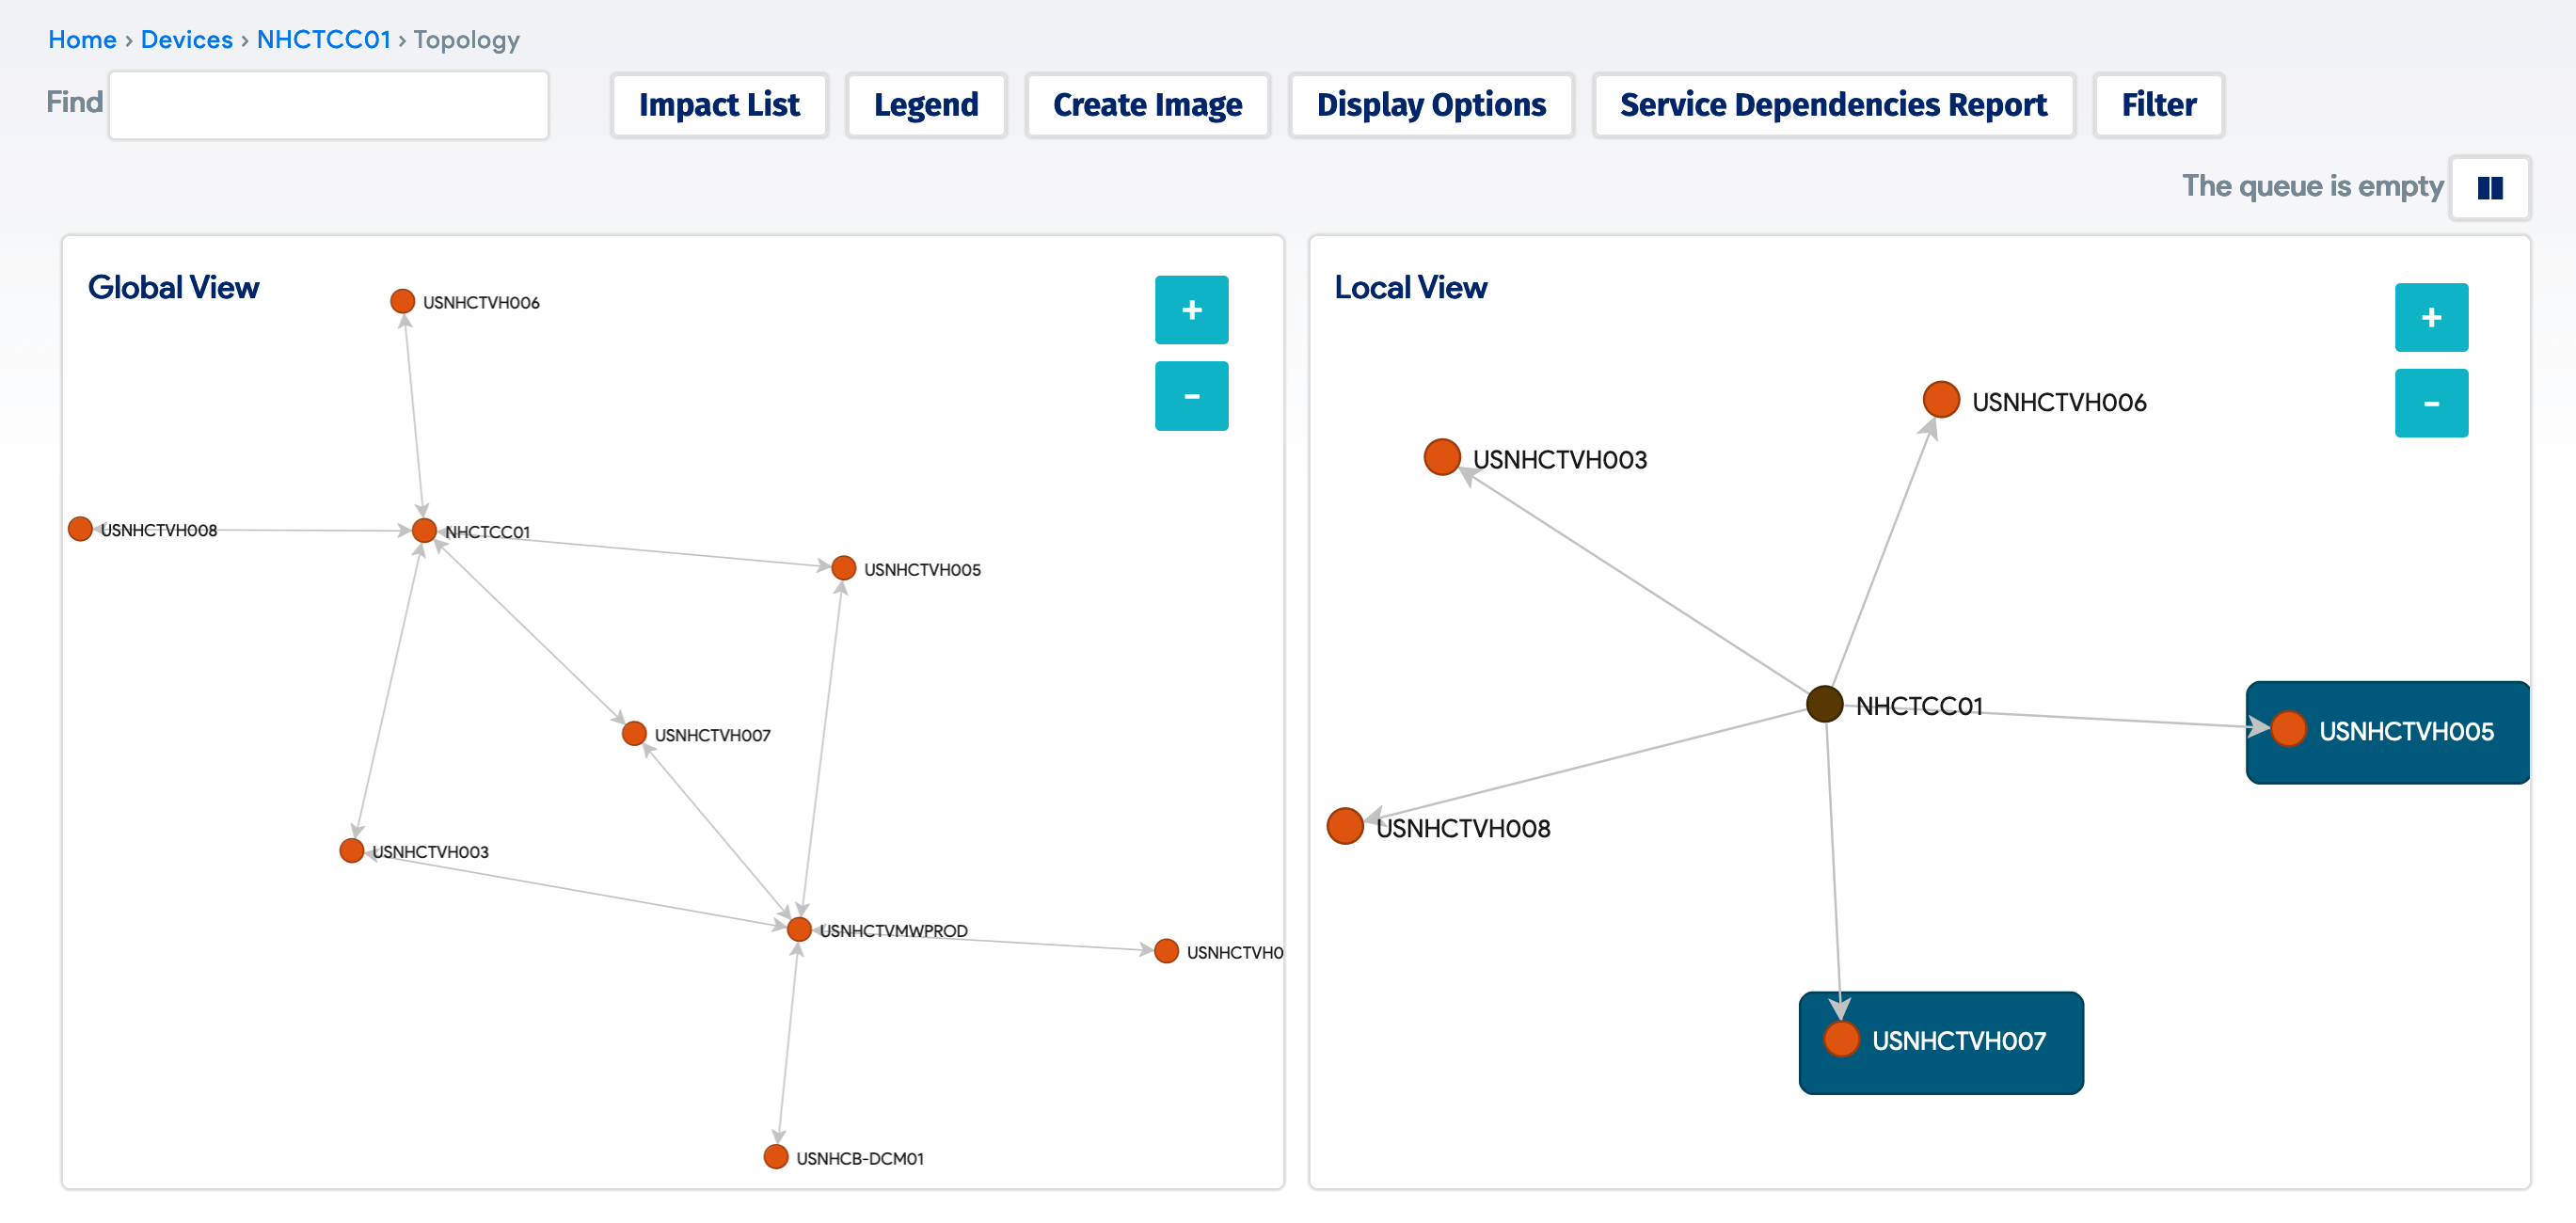 Home › Devices › NHCTCC01 › Topology
Find
Impact List
Legend
Create Image
Display Options
Service Dependencies Report
Filter
The queue is empty
Global View
+
-
USNHCTVH006
USNHCTVH008
NHCTCC01
USNHCTVH005
USNHCTVH007
USNHCTVH003
USNHCTVMWPROD
USNHCTVH0
USNHCB-DCM01
Local View
+
-
USNHCTVH006
USNHCTVH003
NHCTCC01
USNHCTVH005
USNHCTVH008
USNHCTVH007